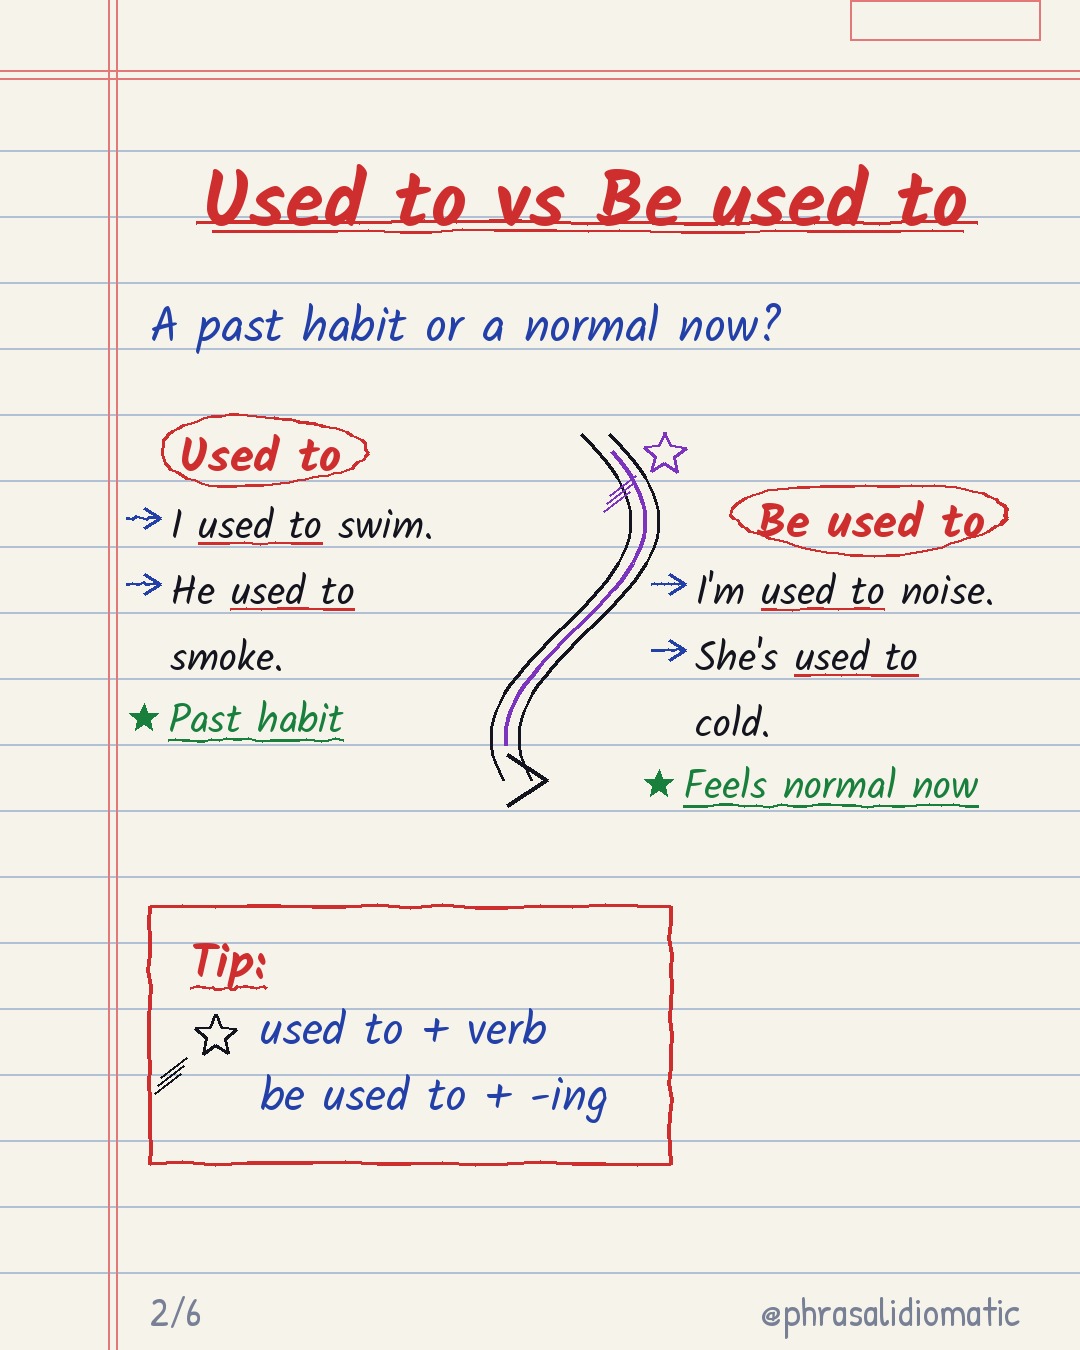 Used to vs Be used to
A past habit or a normal now?
Used to
I used to swim.
He used to
smoke.
Past habit
Be used to
I'm used to noise.
She's used to
cold.
Feels normal now
Tip:
used to + verb
be used to + -ing
2/6
@phrasalidiomatic